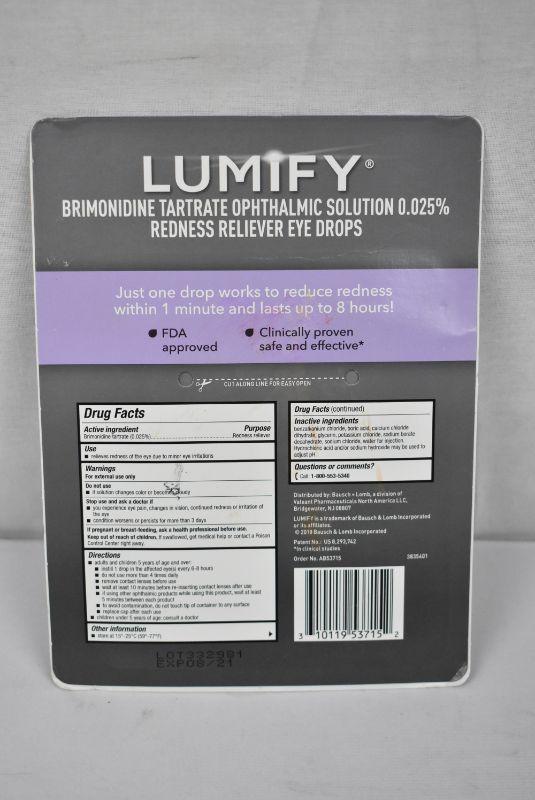 LUMIFY®
BRIMONIDINE TARTRATE OPHTHALMIC SOLUTION 0.025%
REDNESS RELIEVER EYE DROPS
Just one drop works to reduce redness
within 1 minute and lasts up to 8 hours!
FDA
approved
Clinically proven
safe and effective*
CUT ALONG LINE FOR EASY OPEN
Drug Facts
Active ingredient Purpose
Brimonidine tartrate (0.025%) Redness reliever
Use
■ relieves redness of the eye due to minor eye irritations
Warnings
For external use only
Do not use
■ if solution changes color or becomes cloudy
Stop use and ask a doctor if
■ you experience eye pain, changes in vision, continued redness or irritation of
the eye
■ condition worsens or persists for more than 3 days
If pregnant or breast-feeding, ask a health professional before use.
Keep out of reach of children. If swallowed, get medical help or contact a Poison
Control Center right away.
Directions
■ adults and children 5 years of age and over:
■ instill 1 drop in the affected eye(s) every 6-8 hours
■ do not use more than 4 times daily
■ remove contact lenses before use
■ wait at least 10 minutes before re-inserting contact lenses after use
■ if using other ophthalmic products while using this product, wait at least
5 minutes between each product
■ to avoid contamination, do not touch tip of container to any surface
■ replace cap after each use
■ children under 5 years of age: consult a doctor
Other information
■ store at 15°-25°C (59°-77°F)
Drug Facts (continued)
Inactive ingredients
benzalkonium chloride, boric acid, calcium chloride
dihydrate, glycerin, potassium chloride, sodium borate
decahydrate, sodium chloride, water for injection.
Hydrochloric acid and/or sodium hydroxide may be used to
adjust pH.
Questions or comments?
Call: 1-800-553-5340
Distributed by: Bausch + Lomb, a division of
Valeant Pharmaceuticals North America LLC,
Bridgewater, NJ 08807
LUMIFY is a trademark of Bausch & Lomb Incorporated
or its affiliates.
© 2018 Bausch & Lomb Incorporated
Patent No.: US 8,293,742
*In clinical studies
Order No. AB53715 3635401
3 10119 53715 2
LOT332981
EXP08/21